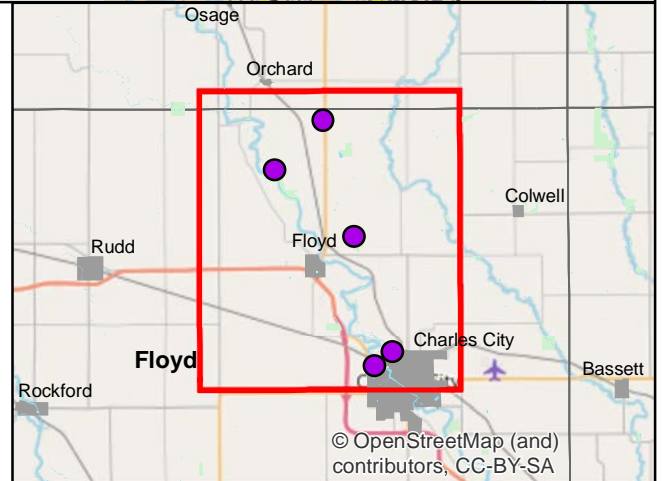 Osage
Orchard
Colwell
Floyd
Rudd
Charles City
Floyd
Bassett
Rockford
© OpenStreetMap (and)
contributors, CC-BY-SA